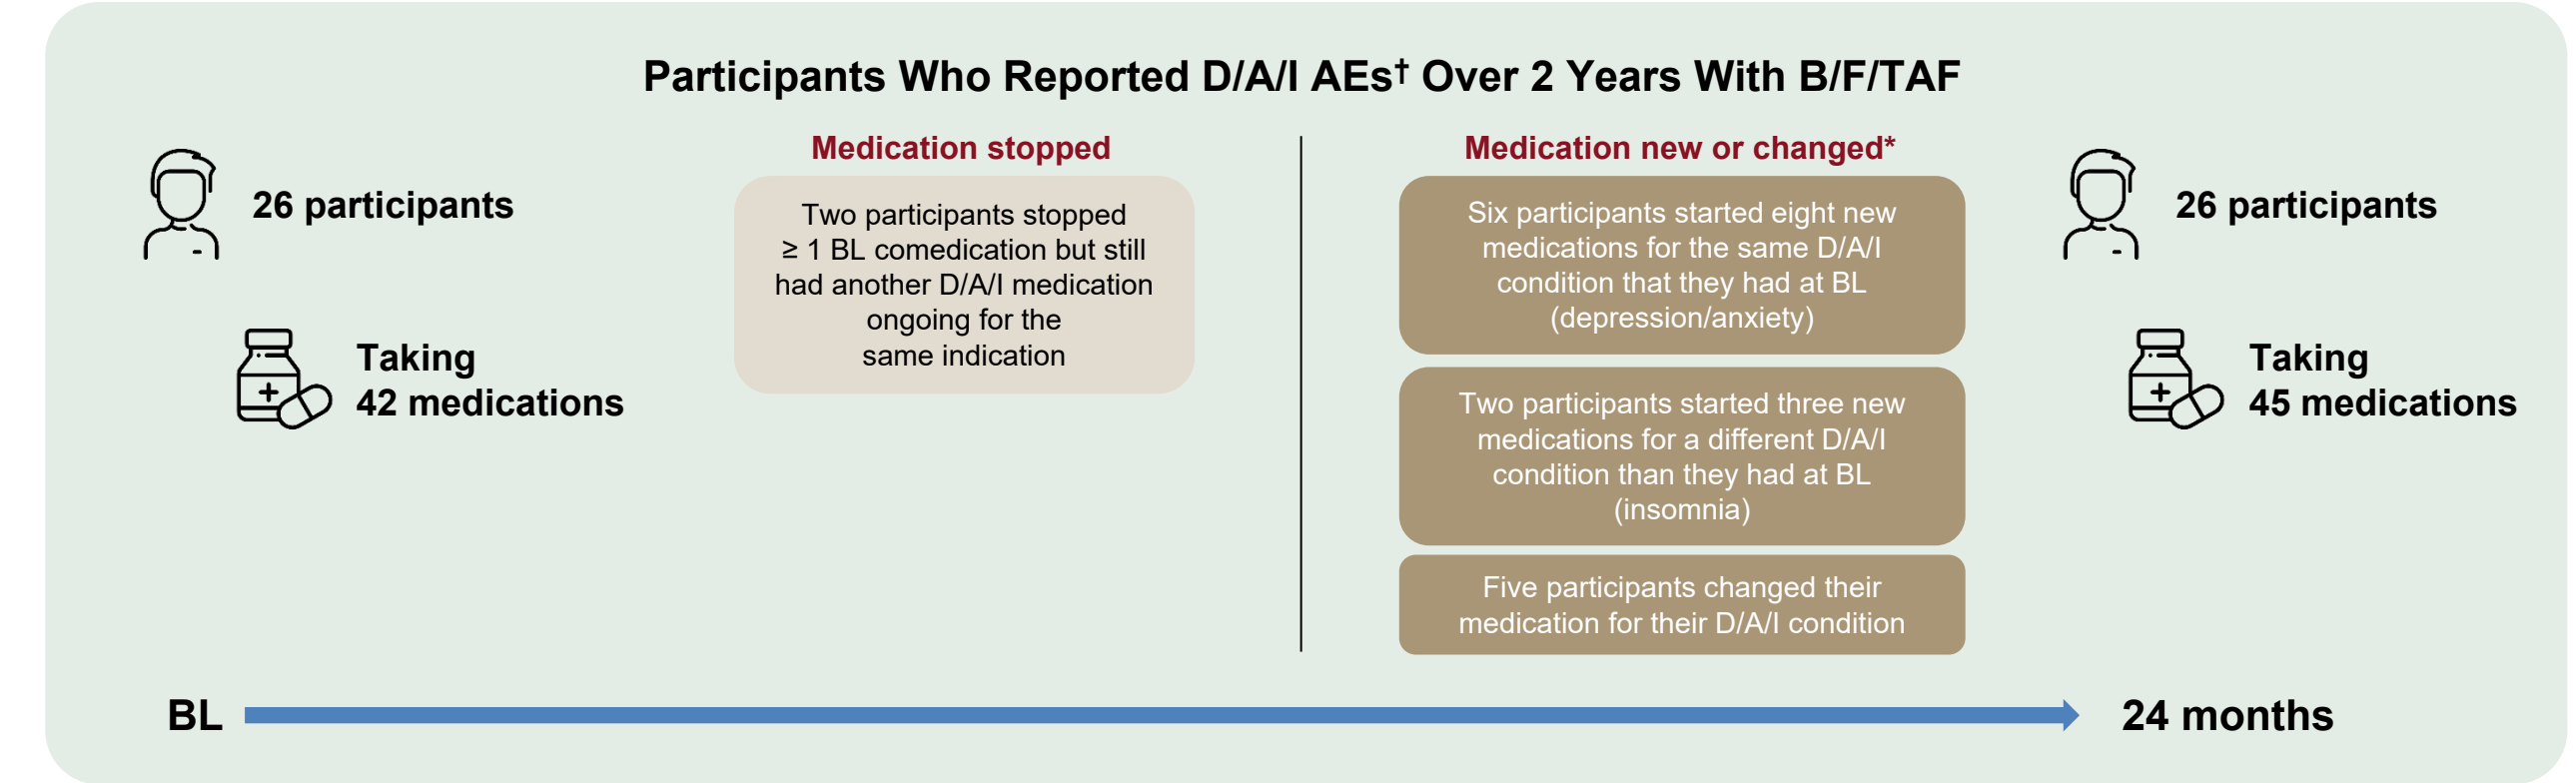 Participants Who Reported D/A/I AEs† Over 2 Years With B/F/TAF
26 participants
Taking
42 medications
Medication stopped
Two participants stopped
≥ 1 BL comedication but still
had another D/A/I medication
ongoing for the
same indication
Medication new or changed*
Six participants started eight new
medications for the same D/A/I
condition that they had at BL
(depression/anxiety)
Two participants started three new
medications for a different D/A/I
condition than they had at BL
(insomnia)
Five participants changed their
medication for their D/A/I condition
26 participants
Taking
45 medications
BL
24 months